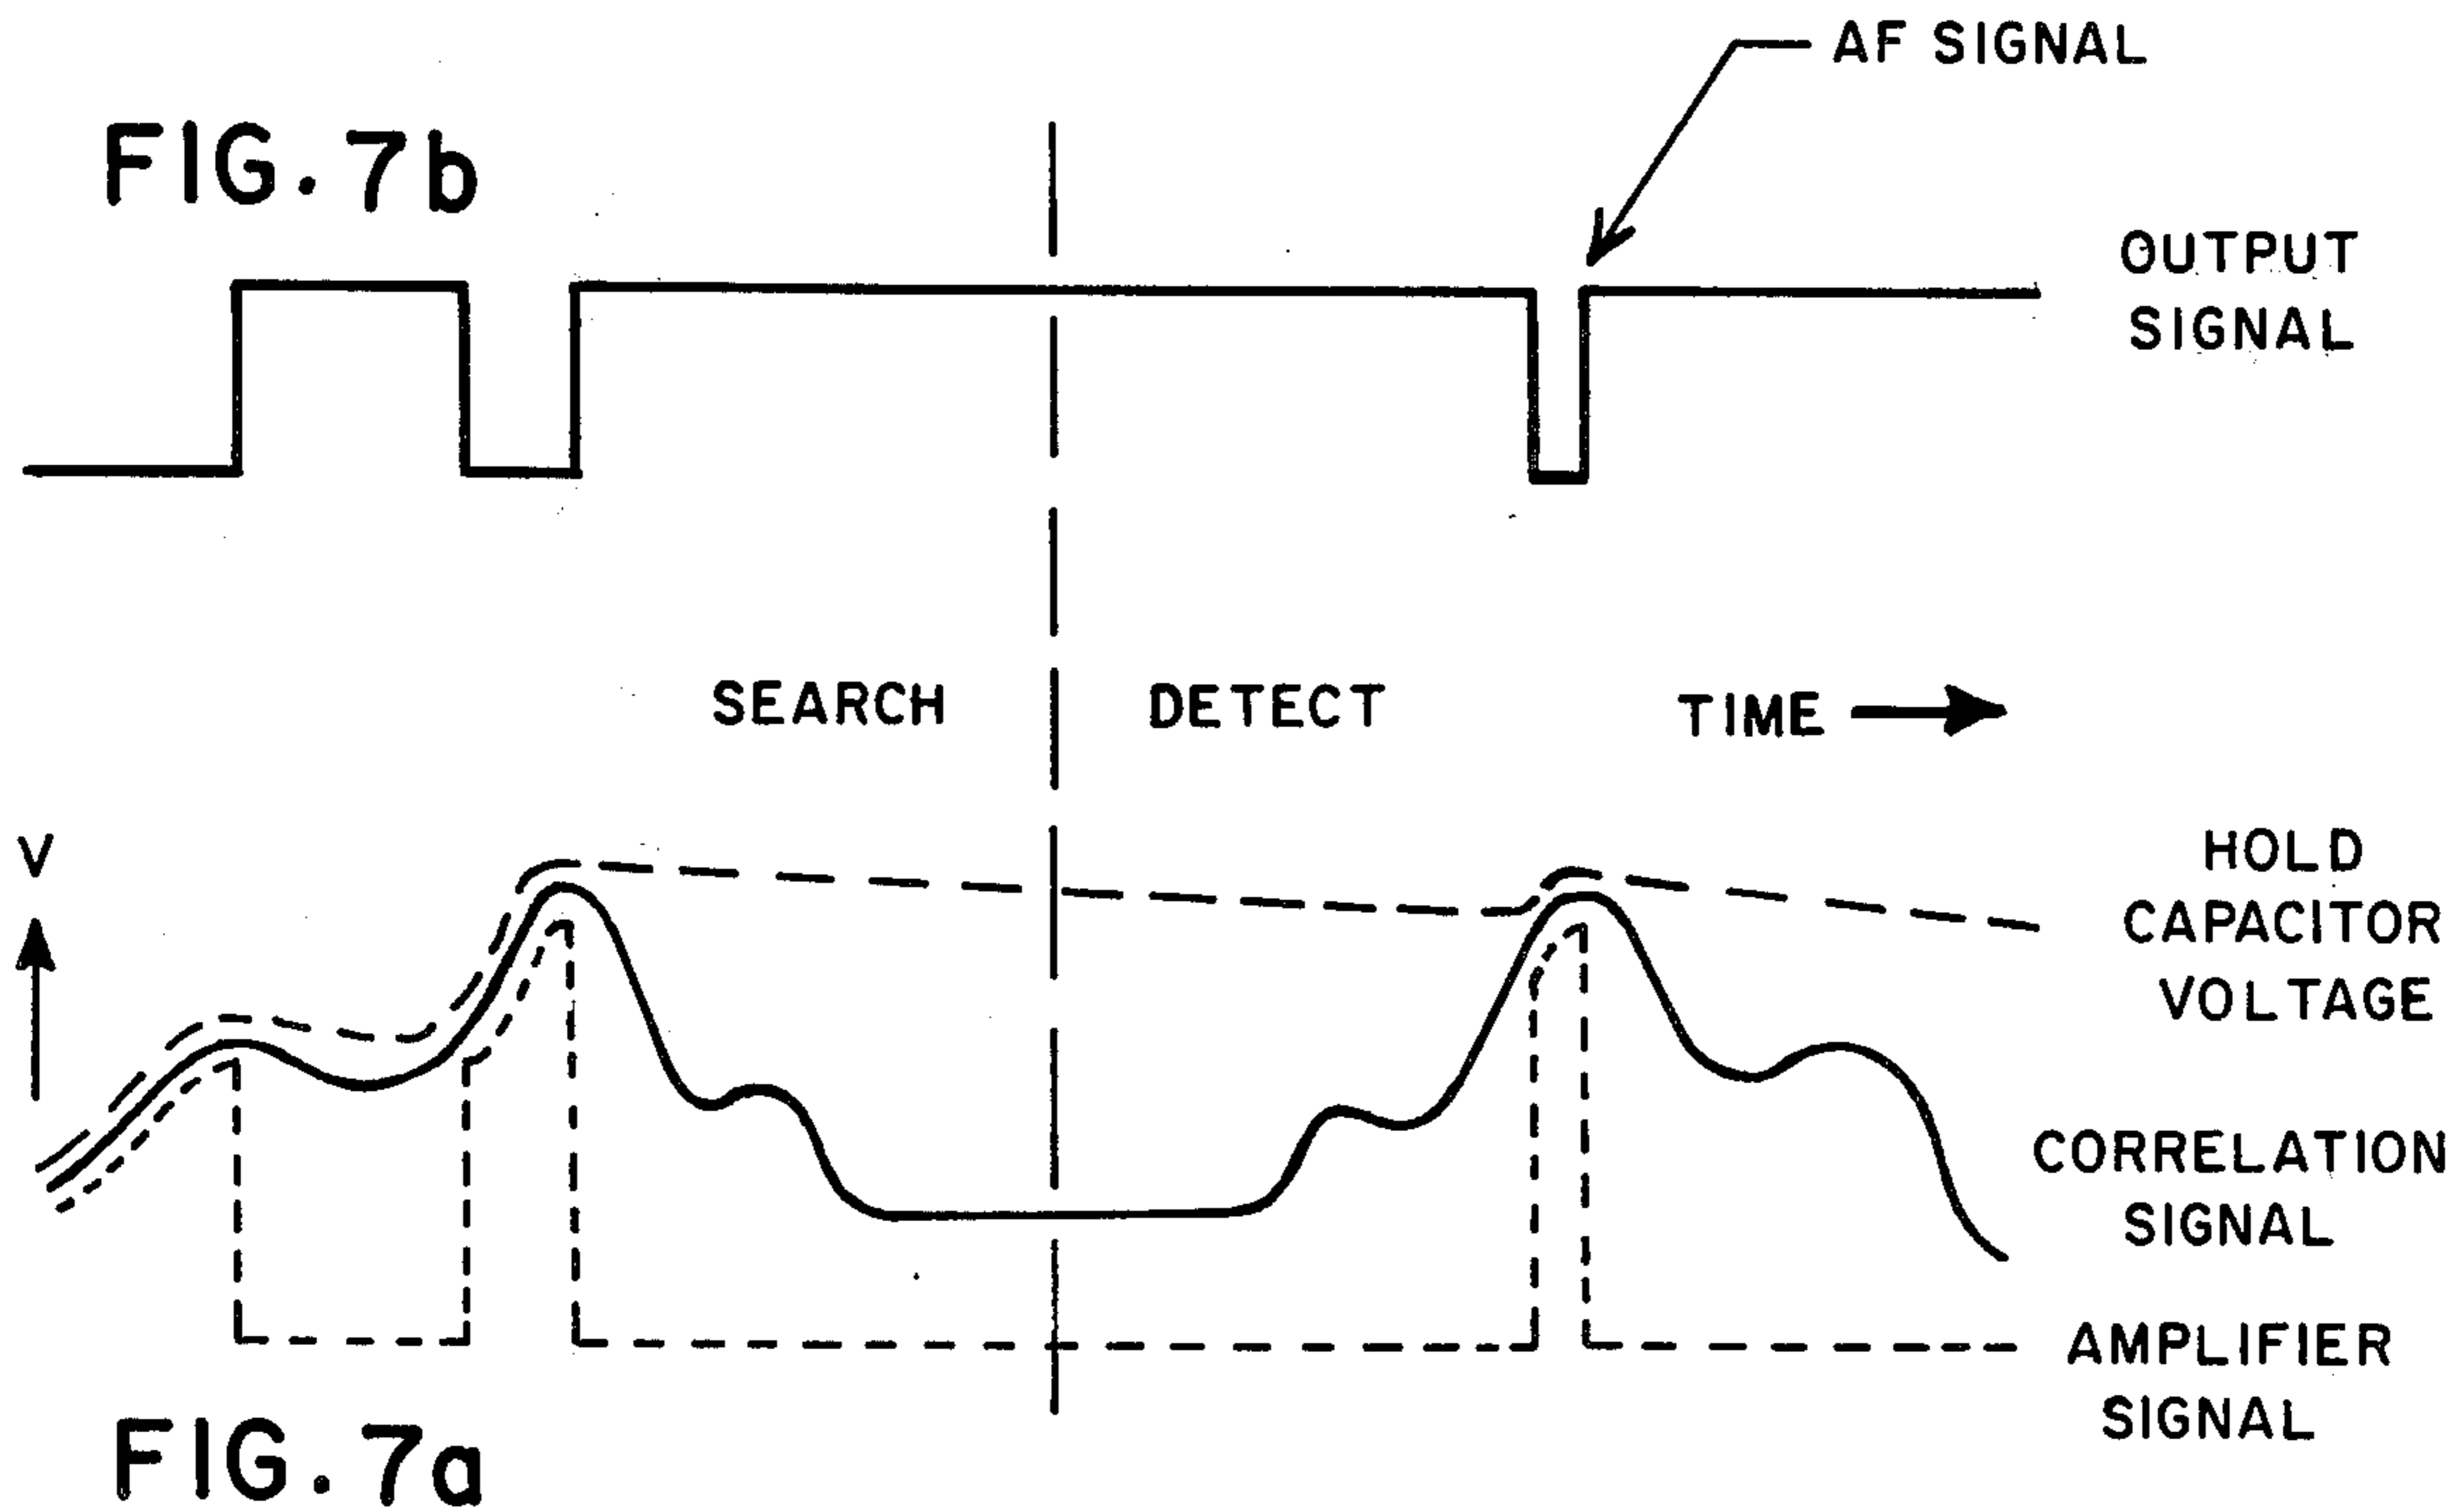 AF SIGNAL
FIG. 7b
OUTPUT
SIGNAL
SEARCH
DETECT
TIME
V
HOLD
CAPACITOR
VOLTAGE
CORRELATION
SIGNAL
AMPLIFIER
SIGNAL
FIG. 7a